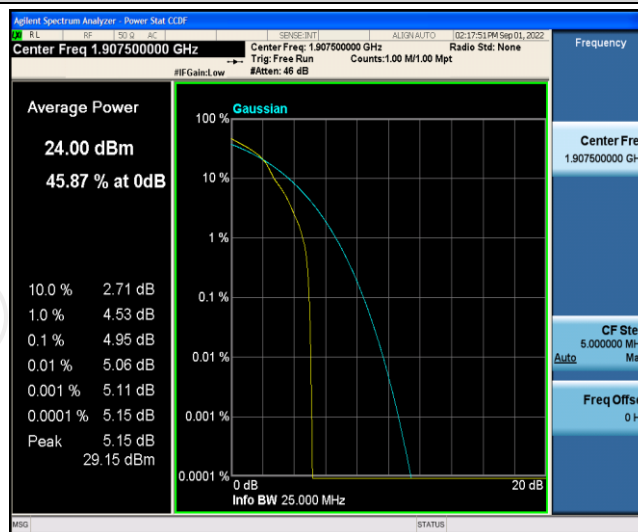 Agilent Spectrum Analyzer - Power Stat CCDF
RL RF 50 Ω AC SENSE:INT ALIGN AUTO 02:17:51 PM Sep 01, 2022
Center Freq 1.907500000 GHz
Center Freq: 1.907500000 GHz Radio Std: None
Trig: Free Run Counts:1.00 M/1.00 Mpt
#IFGain:Low #Atten: 46 dB
Frequency
Average Power
24.00 dBm
45.87 % at 0dB
10.0 % 2.71 dB
1.0 % 4.53 dB
0.1 % 4.95 dB
0.01 % 5.06 dB
0.001 % 5.11 dB
0.0001 % 5.15 dB
Peak 5.15 dB
29.15 dBm
Gaussian
100 %
10 %
1 %
0.1 %
0.01 %
0.001 %
0.0001 %
0 dB 20 dB
Info BW 25.000 MHz
Center Fre
1.907500000 GH
CF Ste
5.000000 MH
Auto Ma
Freq Offse
0 H
MSG STATUS